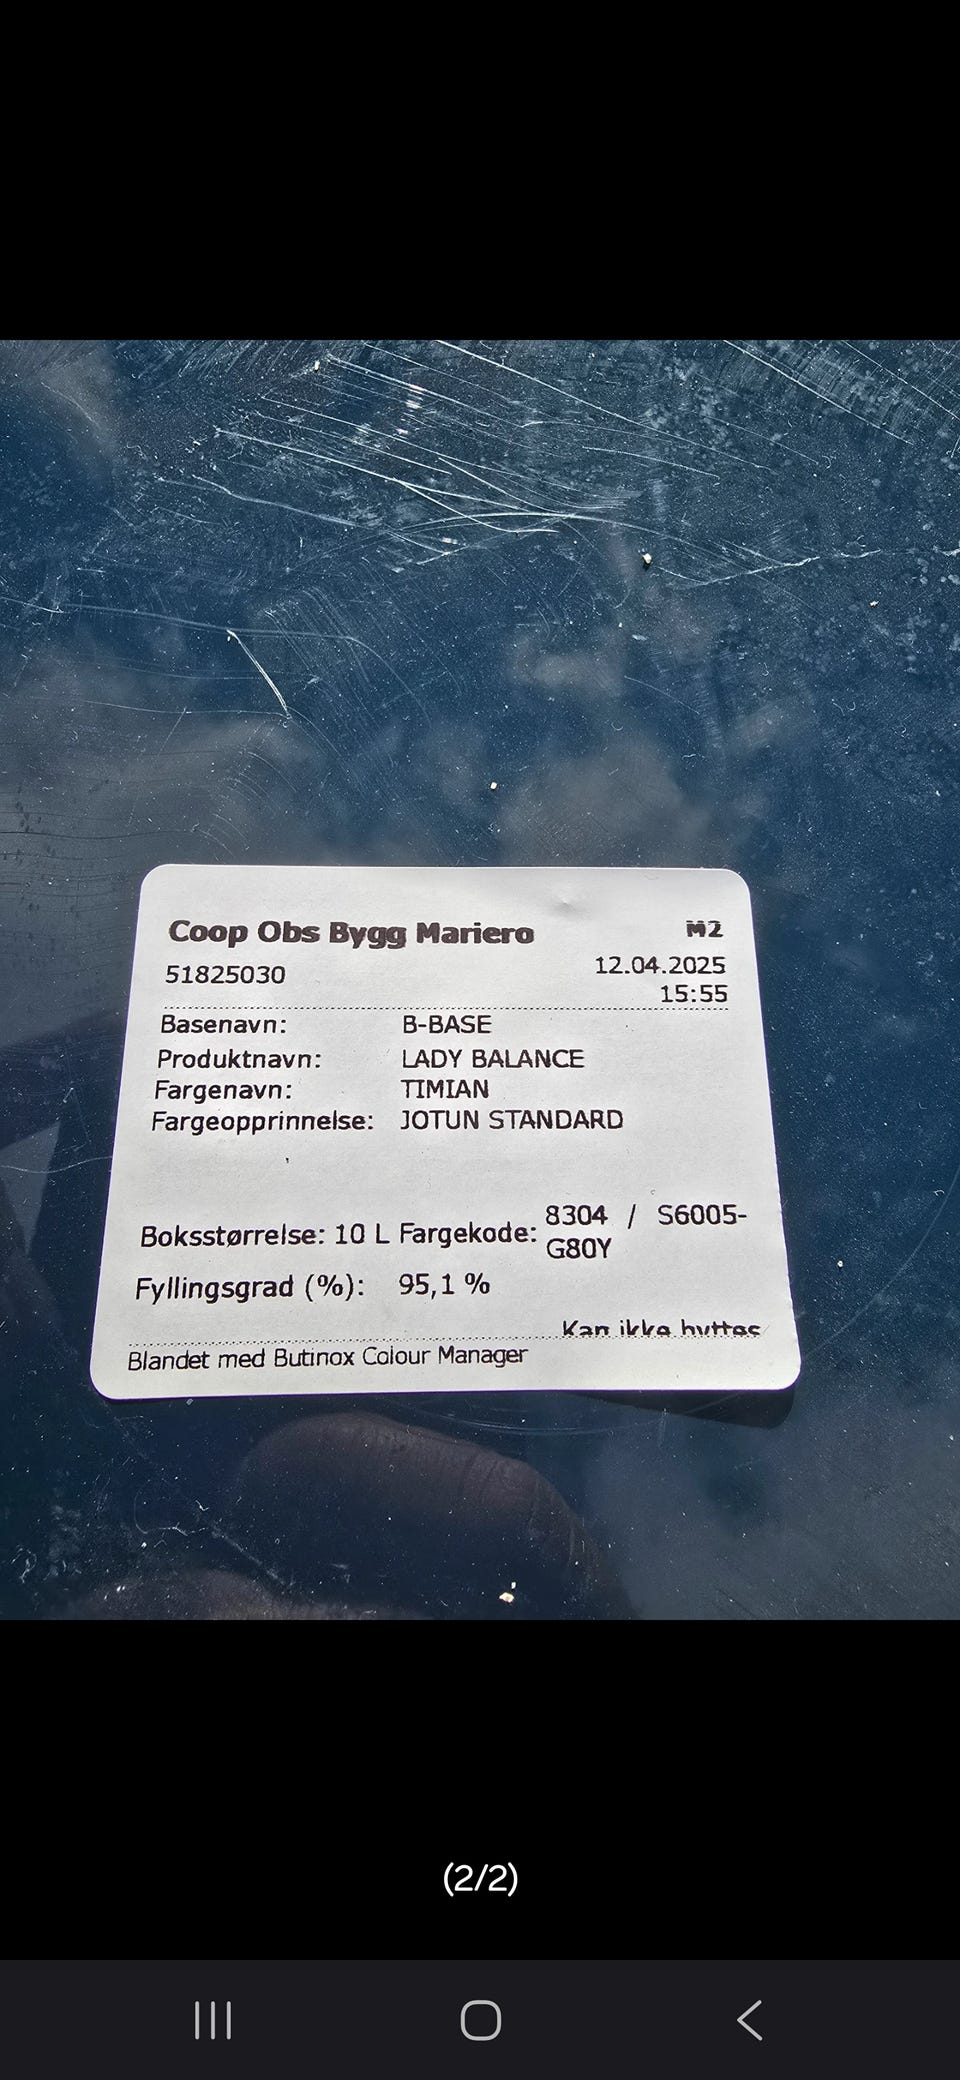 Coop Obs Bygg Mariero M2
51825030 12.04.2025
15:55
Basenavn: B-BASE
Produktnavn: LADY BALANCE
Fargenavn: TIMIAN
Fargeopprinnelse: JOTUN STANDARD
Boksstørrelse: 10 L Fargekode: 8304 / S6005-
G80Y
Fyllingsgrad (%): 95,1 %
Kan ikke byttes
Blandet med Butinox Colour Manager
(2/2)